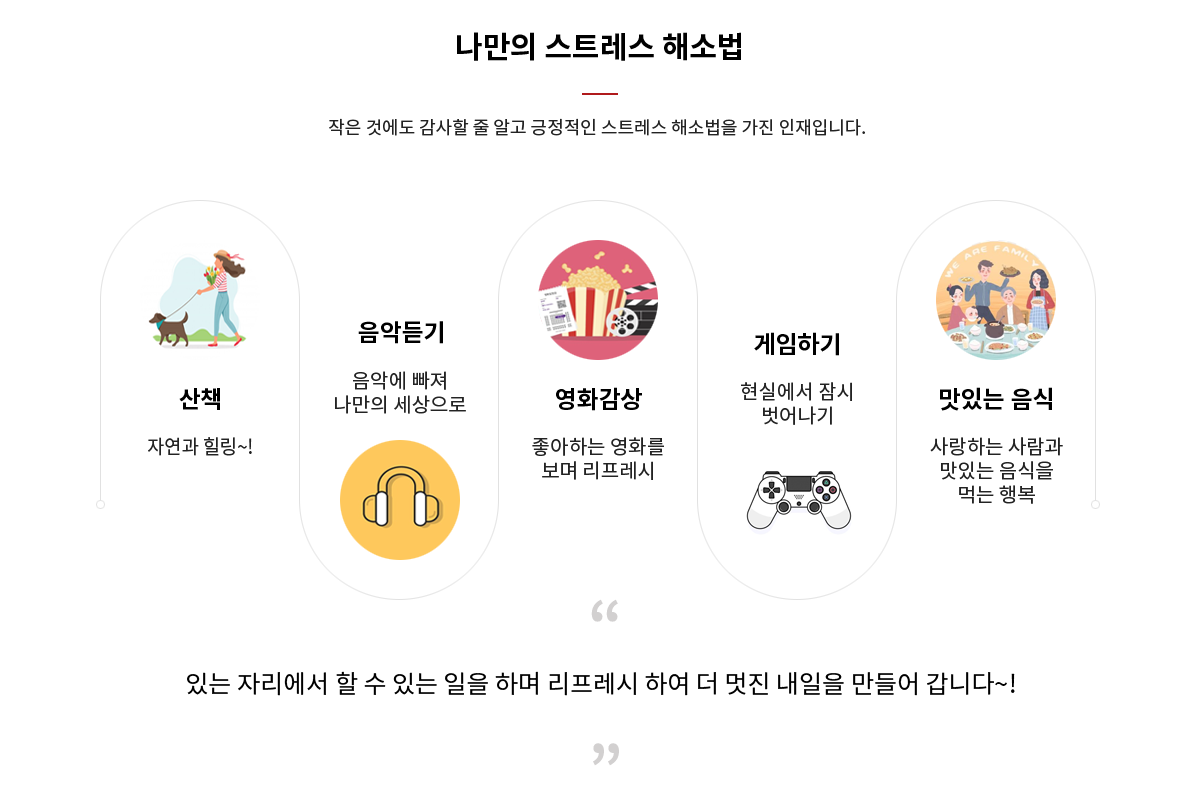 나만의 스트레스 해소법
작은 것에도 감사할 줄 알고 긍정적인 스트레스 해소법을 가진 인재입니다.
산책
자연과 힐링~!
음악듣기
음악에 빠져
나만의 세상으로
영화감상
좋아하는 영화를
보며 리프레시
게임하기
현실에서 잠시
벗어나기
WE ARE FAMILY
맛있는 음식
사랑하는 사람과
맛있는 음식을
먹는 행복
“
있는 자리에서 할 수 있는 일을 하며 리프레시 하여 더 멋진 내일을 만들어 갑니다~!
”